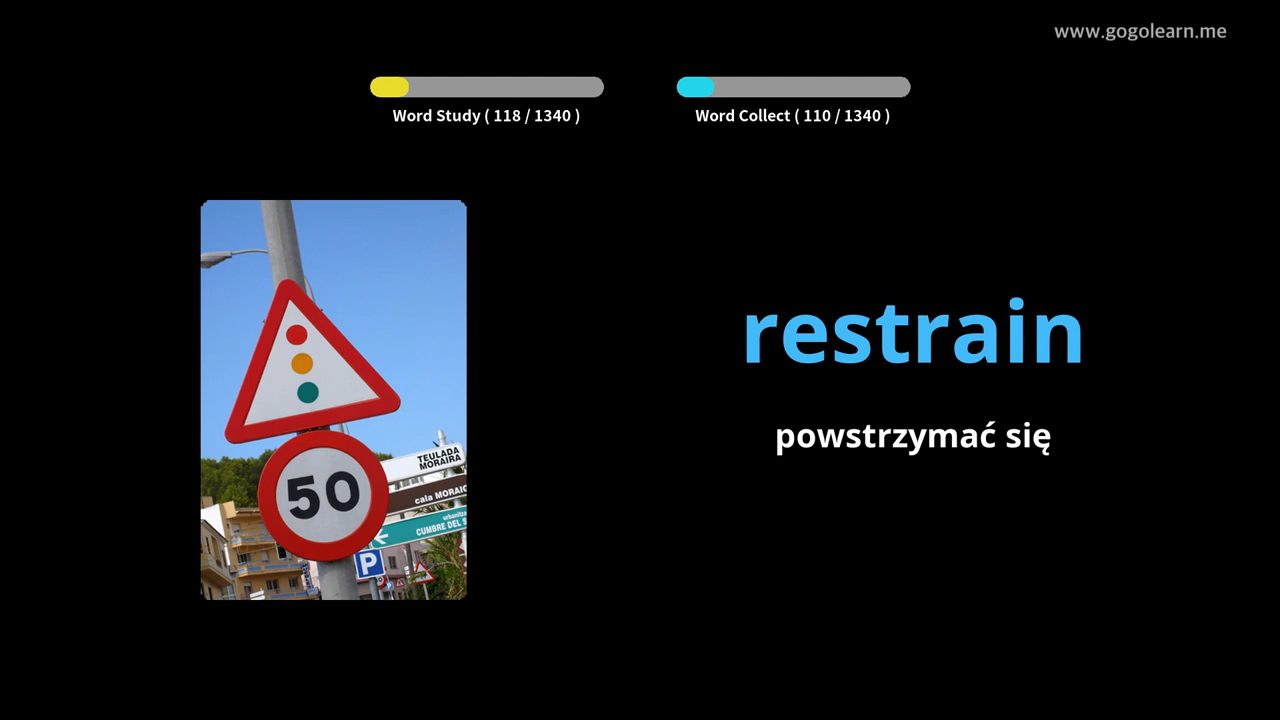 www.gogolearn.me
Word Study ( 118 / 1340 )
Word Collect ( 110 / 1340 )
restrain
powstrzymać się
TEULADA
MORAIRA
cala MORAIG
CUMBRE DEL S
50
P